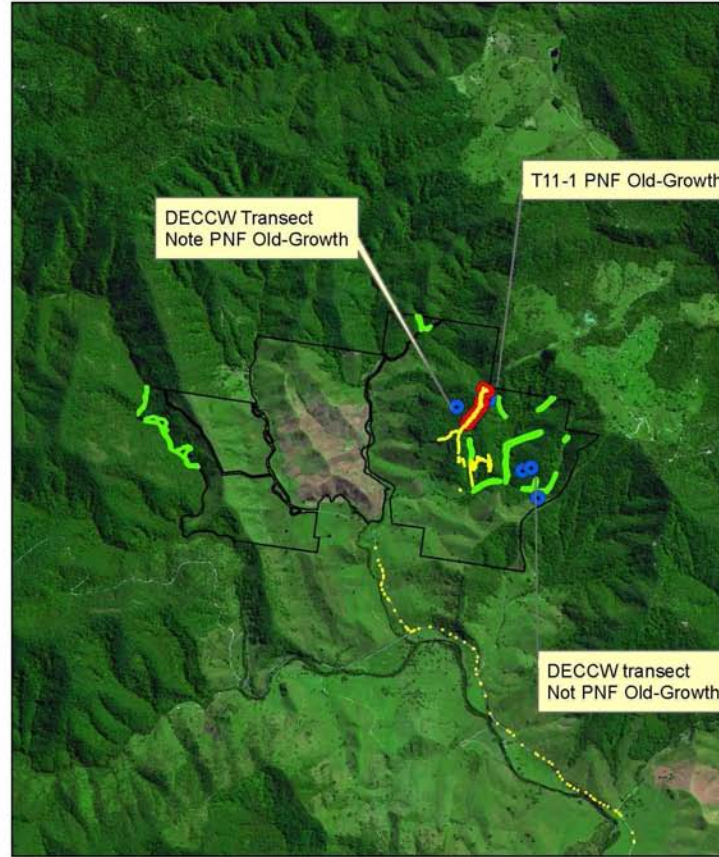 T11-1 PNF Old-Growth
DECCW Transect
Note PNF Old-Growth
DECCW transect
Not PNF Old-Growth